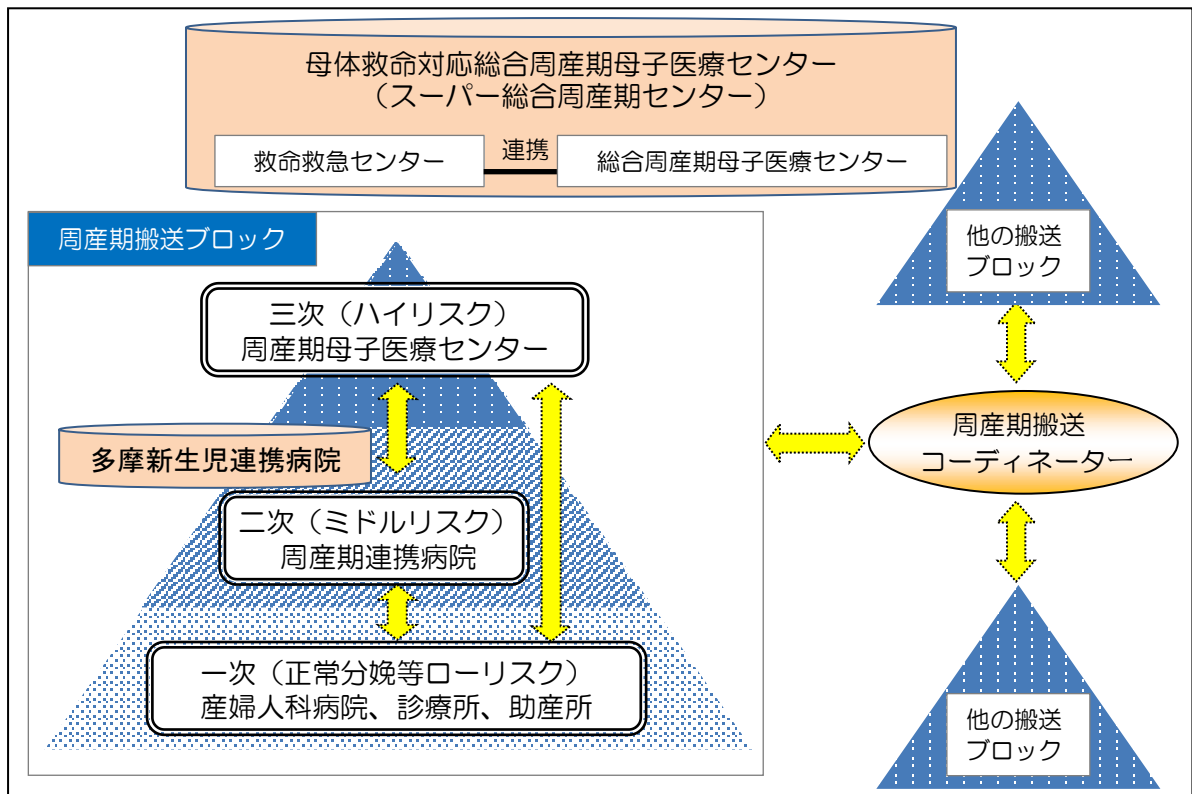 母体救命対応総合周産期母子医療センター
（スーパー総合周産期センター）
救命救急センター
連携
総合周産期母子医療センター
周産期搬送ブロック
三次（ハイリスク）
周産期母子医療センター
多摩新生児連携病院
二次（ミドルリスク）
周産期連携病院
一次（正常分娩等ローリスク）
産婦人科病院、診療所、助産所
他の搬送
ブロック
周産期搬送
コーディネーター
他の搬送
ブロック